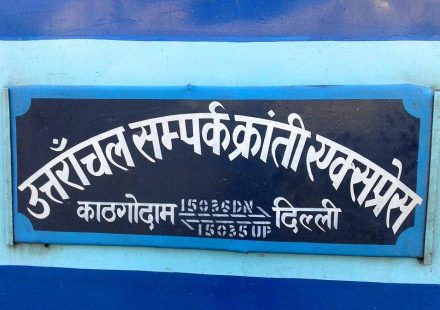 उत्तराँचल सम्पर्क क्रांती एक्सप्रेस
काठगोदाम 15036DN दिल्ली
15035UP